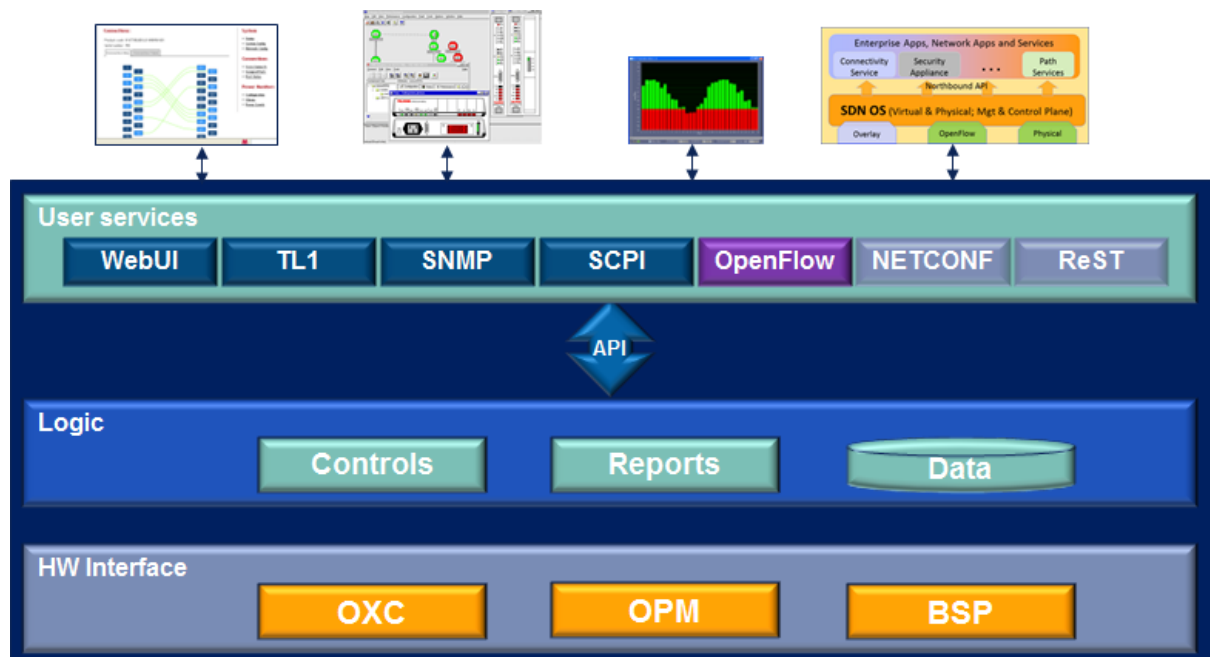 Enterprise Apps, Network Apps and Services
Connectivity Service
Security Appliance
...
Path Services
Northbound API
SDN OS (Virtual & Physical; Mgt & Control Plane)
Overlay
OpenFlow
Physical
User services
WebUI
TL1
SNMP
SCPI
OpenFlow
NETCONF
ReST
API
Logic
Controls
Reports
Data
HW Interface
OXC
OPM
BSP